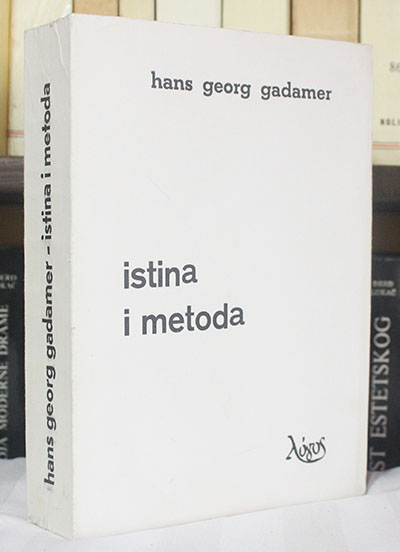 hans georg gadamer
istina
i metoda
λόγος
hans georg gadamer - istina i metoda
MODERNE DRAME
ESTETSKOG